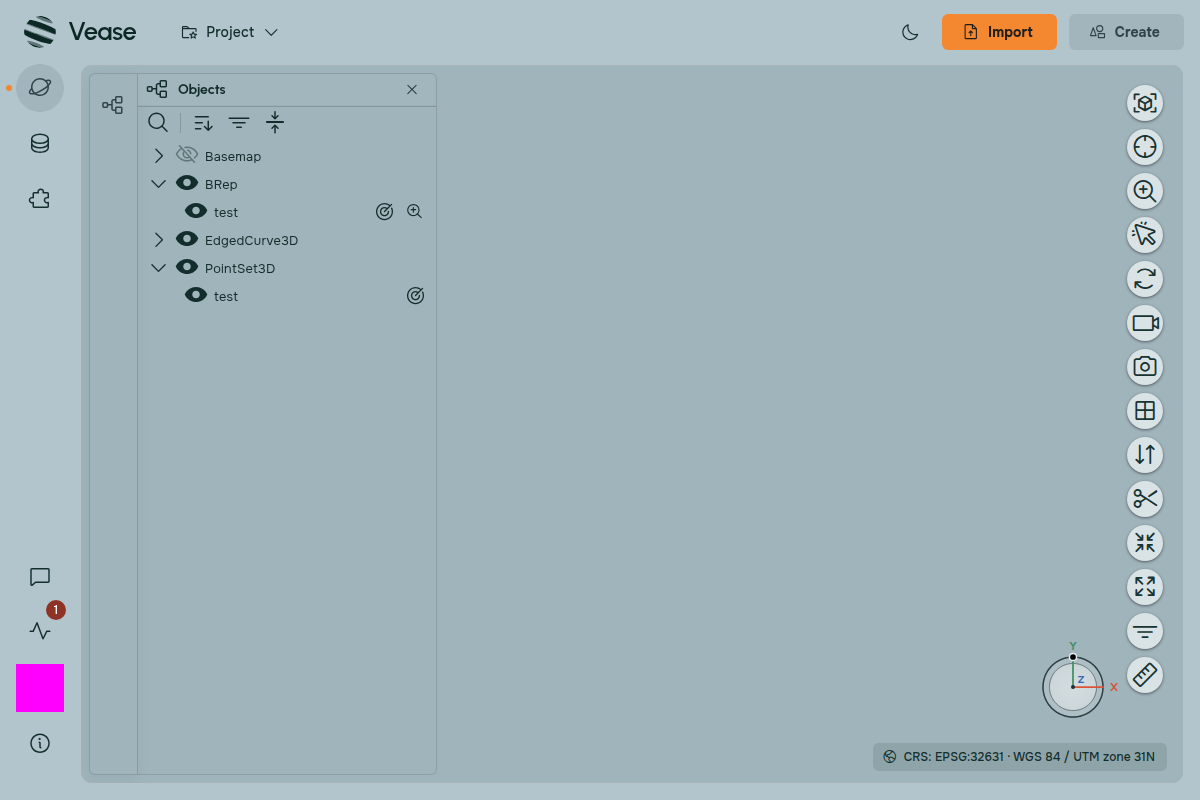 Vease
Project
Import
Create
Objects
Basemap
BRep
test
EdgedCurve3D
PointSet3D
test
1
Y
Z
X
CRS: EPSG:32631 · WGS 84 / UTM zone 31N